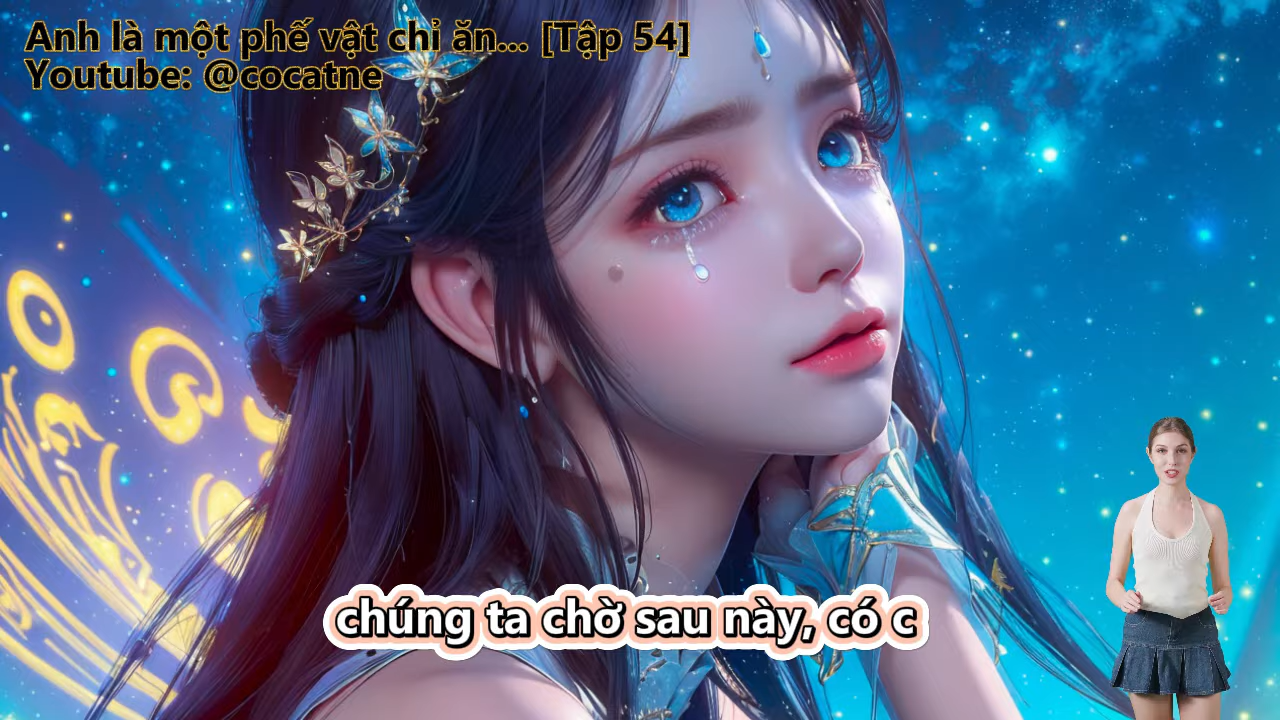 Anh là một phế vật chỉ ăn... [Tập 54]
Youtube: @cocatne
chúng ta chờ sau này, có c